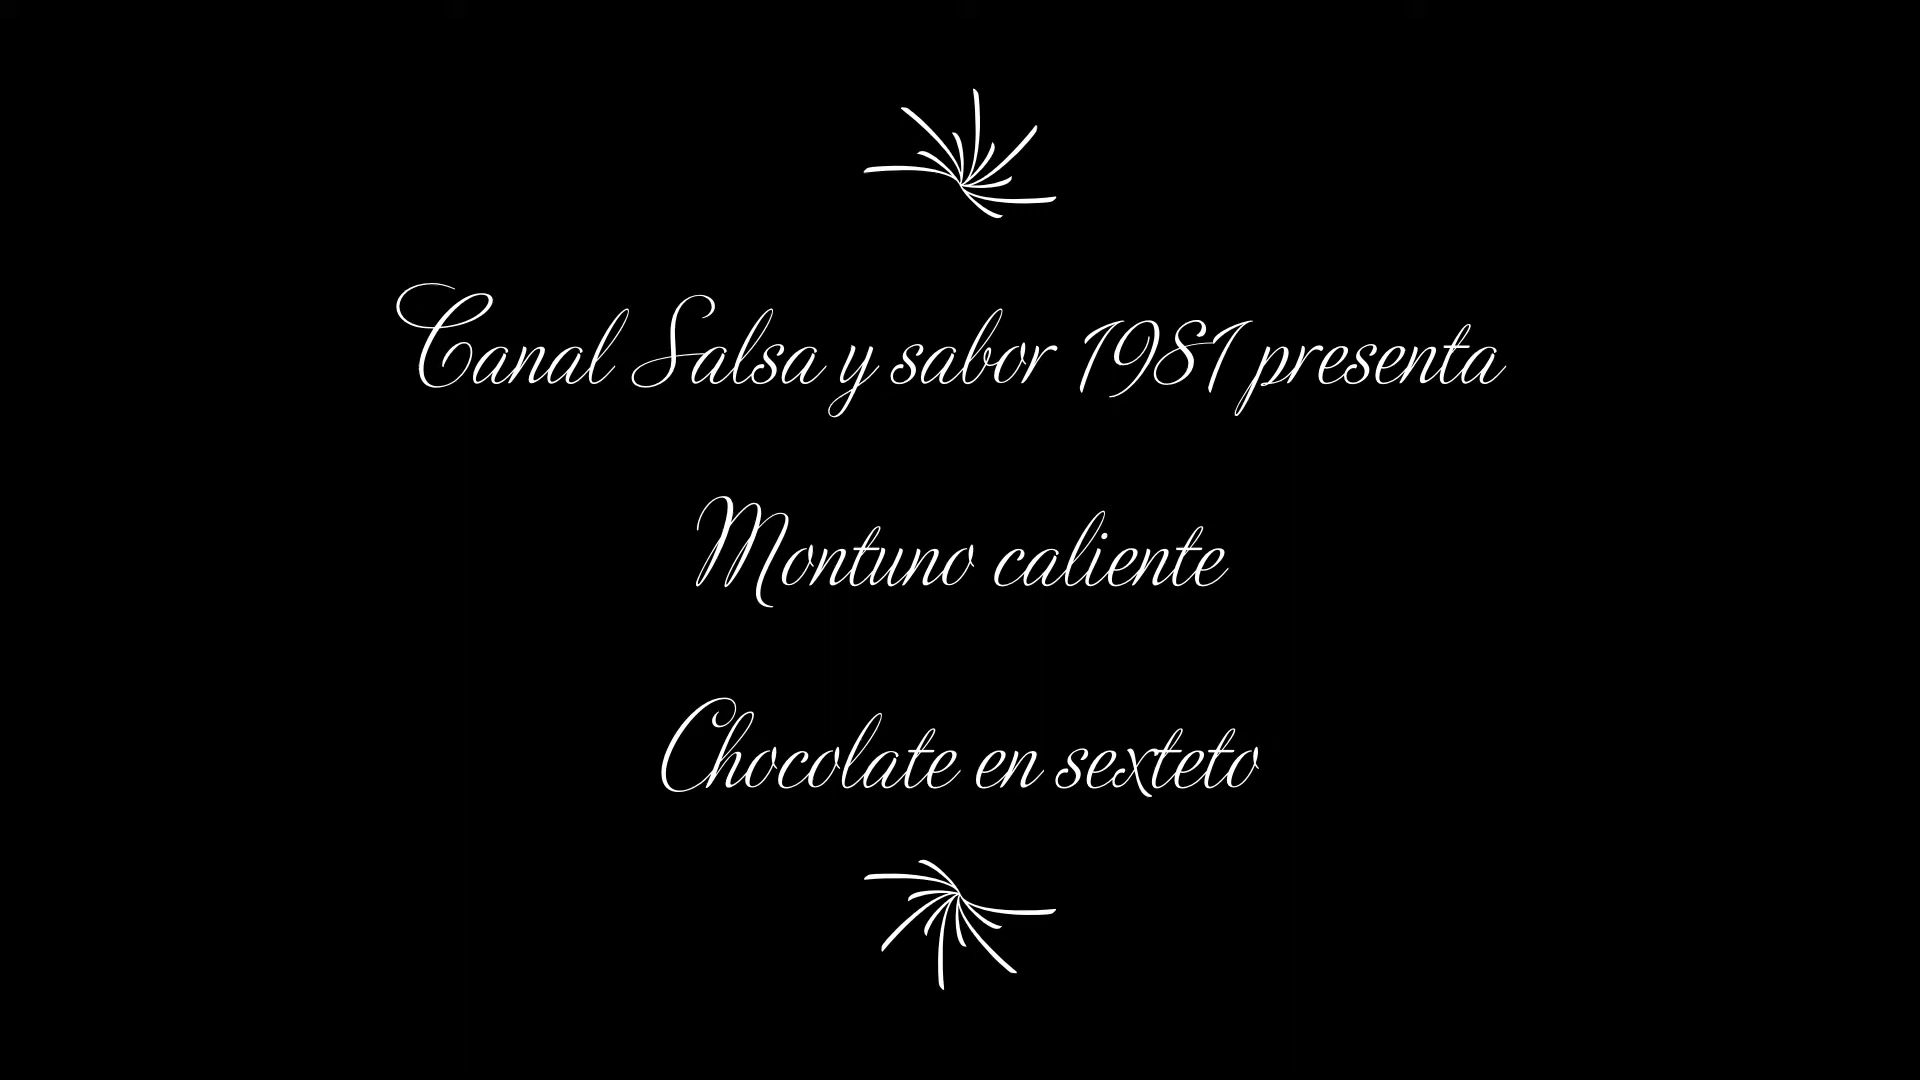 Canal Salsa y sabor 1981 presenta
Montuno caliente
Chocolate en sexteto